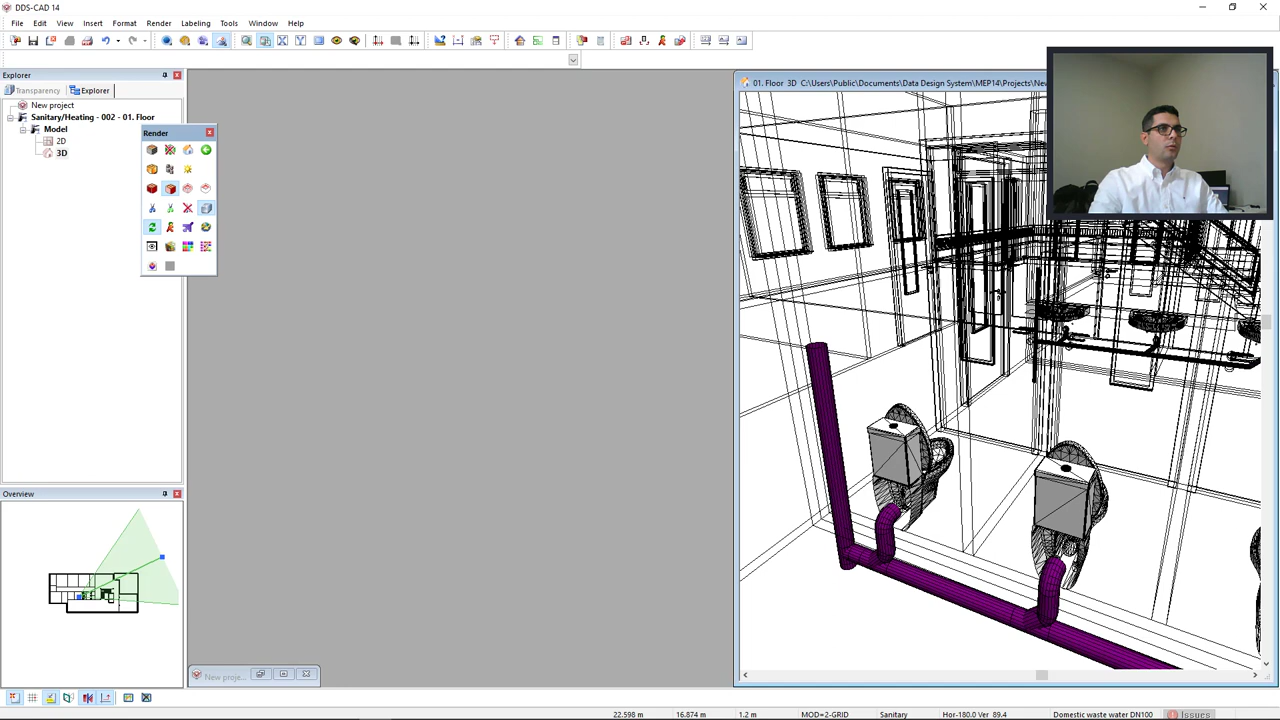 DDS-CAD 14
File Edit View Insert Format Render Labeling Tools Window Help
Explorer
Transparency Explorer
New project
Sanitary/Heating - 002 - 01. Floor
Model
2D
3D
Render
01. Floor 3D C:\Users\Public\Documents\Data Design System\MEP14\Projects\Ne
Overview
New proje...
22.598 m 16.874 m 1.2 m MOD=2-GRID Sanitary Hor-180.0 Ver 89.4 Domestic waste water DN100 Issues